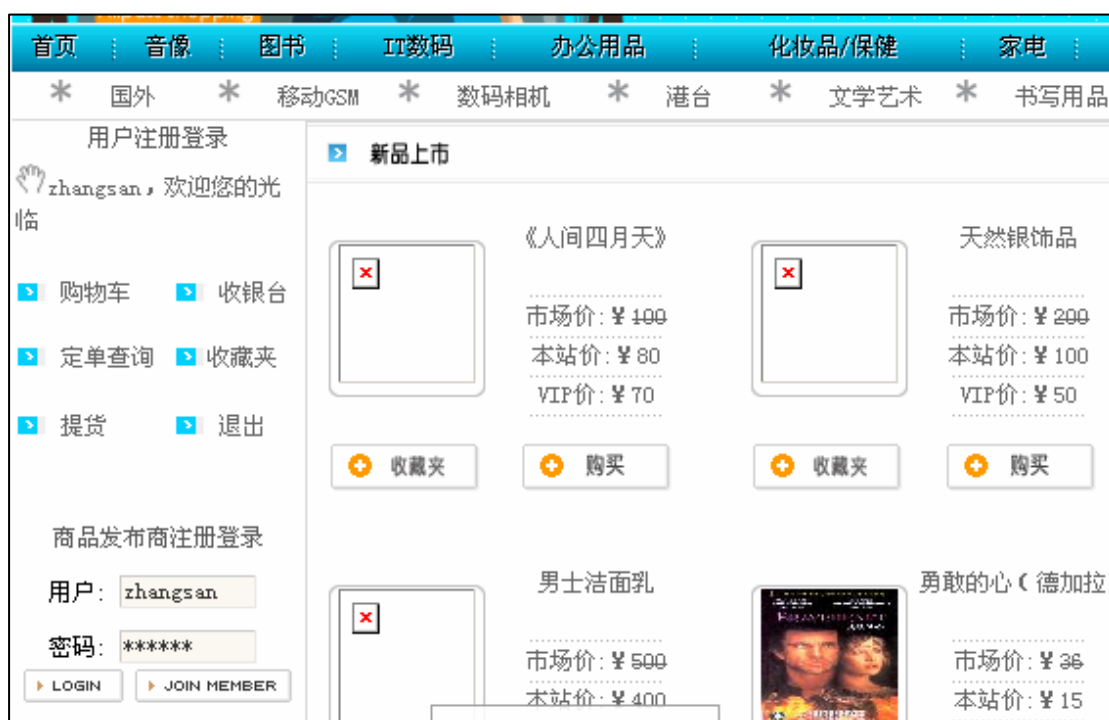 首页 音像 图书 IT数码 办公用品 化妆品/保健 家电
国外 移动GSM 数码相机 港台 文学艺术 书写用品
用户注册登录
zhangsan，欢迎您的光
临
购物车 收银台
定单查询 收藏夹
提货 退出
商品发布商注册登录
用户: zhangsan
密码: ******
LOGIN JOIN MEMBER
新品上市
《人间四月天》
市场价:¥100
本站价:¥80
VIP价:¥70
收藏夹 购买
天然银饰品
市场价:¥200
本站价:¥100
VIP价:¥50
收藏夹 购买
男士洁面乳
市场价:¥500
本站价:¥400
勇敢的心(德加拉
BRAVEHEART
市场价:¥36
本站价:¥15